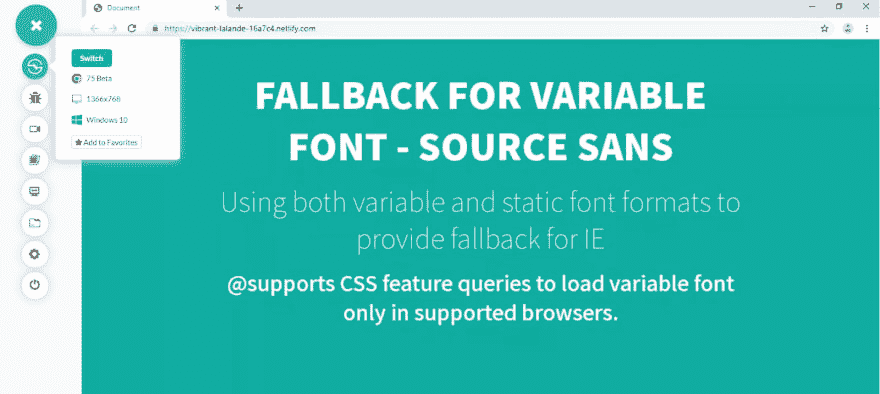 Document
https://vibrant-lalande-16a7c4.netlify.com
Switch
75 Beta
1366x768
Windows 10
Add to Favorites
FALLBACK FOR VARIABLE
FONT - SOURCE SANS
Using both variable and static font formats to
provide fallback for IE
@supports CSS feature queries to load variable font
only in supported browsers.